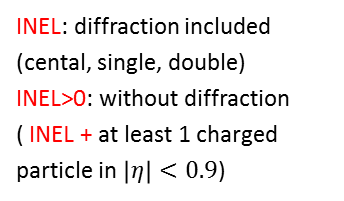 INEL: diffraction included
(cental, single, double)
INEL>0: without diffraction
( INEL + at least 1 charged
particle in |η| < 0.9)